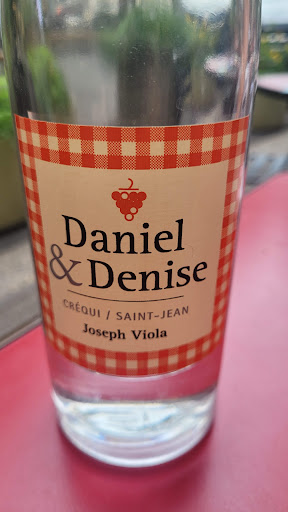 Daniel
& Denise
CRÉQUI / SAINT-JEAN
Joseph Viola